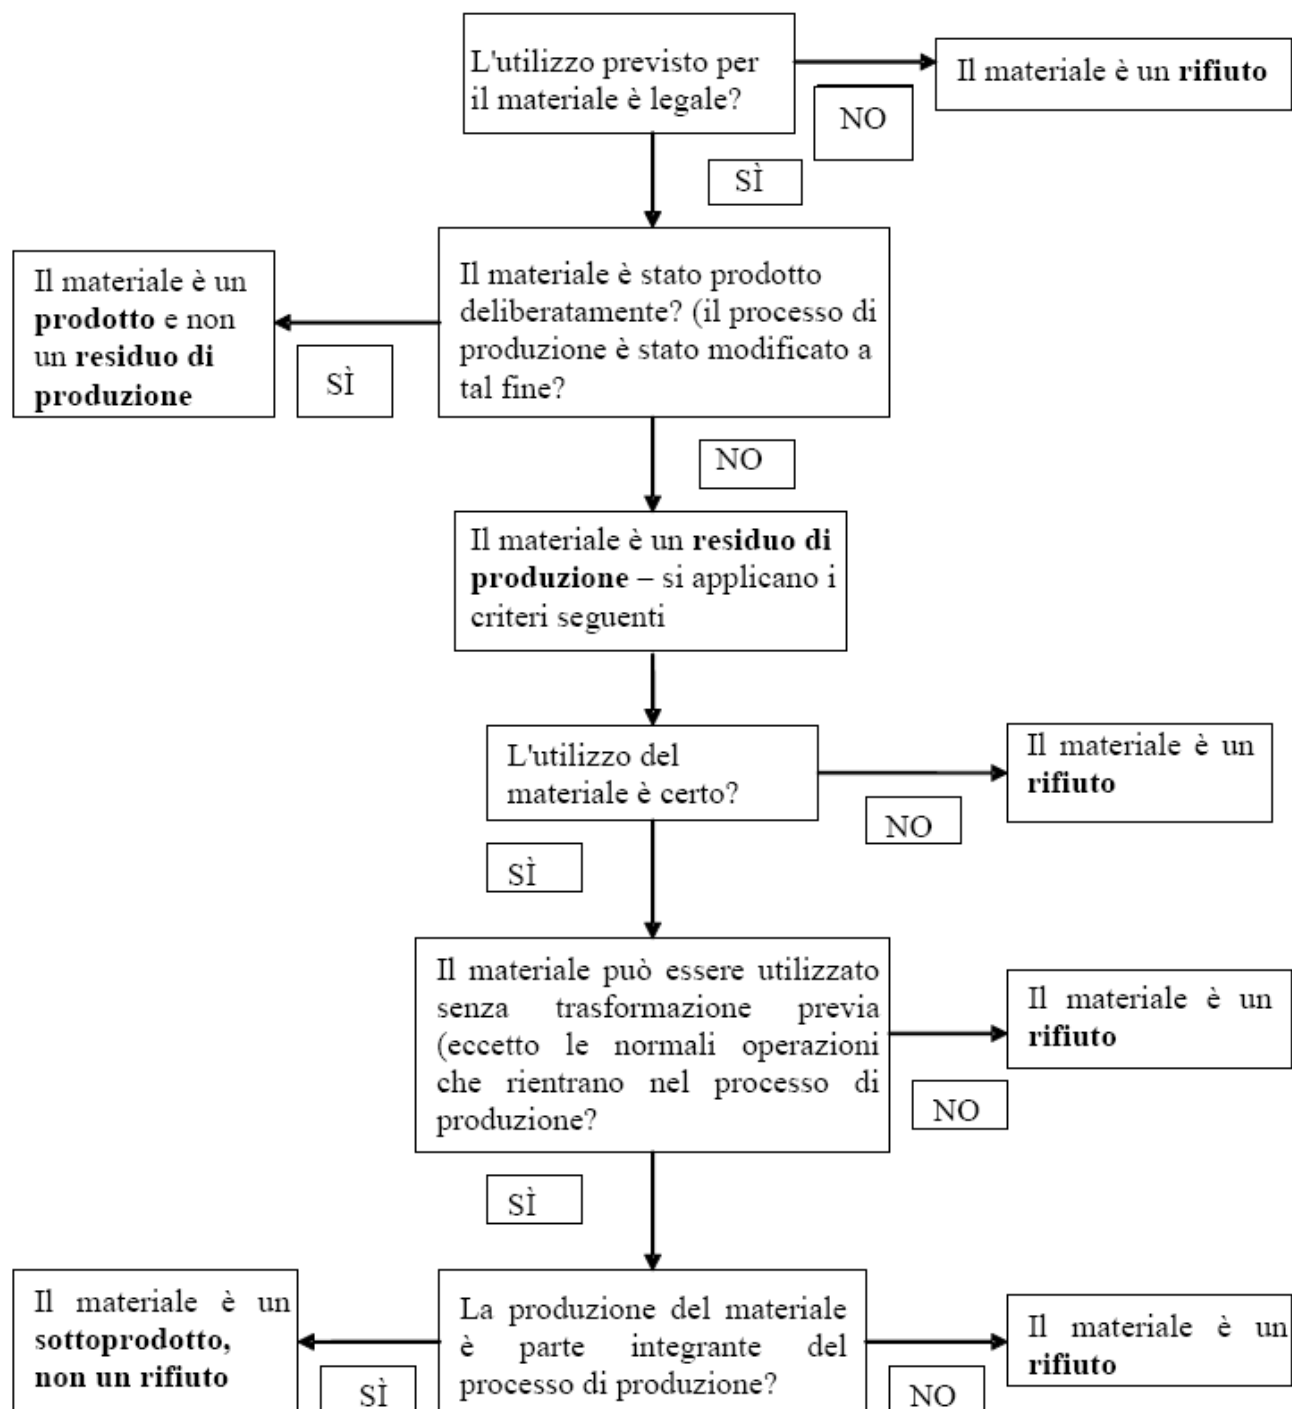 L'utilizzo previsto per
il materiale è legale?
Il materiale è un rifiuto
NO
SÌ
Il materiale è stato prodotto
deliberatamente? (il processo di
produzione è stato modificato a
tal fine?
Il materiale è un
prodotto e non
un residuo di
produzione
SÌ
NO
Il materiale è un residuo di
produzione – si applicano i
criteri seguenti
L'utilizzo del
materiale è certo?
Il materiale è un
rifiuto
NO
SÌ
Il materiale può essere utilizzato
senza trasformazione previa
(eccetto le normali operazioni
che rientrano nel processo di
produzione?
Il materiale è un
rifiuto
NO
SÌ
La produzione del materiale
è parte integrante del
processo di produzione?
Il materiale è un
sottoprodotto,
non un rifiuto
SÌ
Il materiale è un
rifiuto
NO